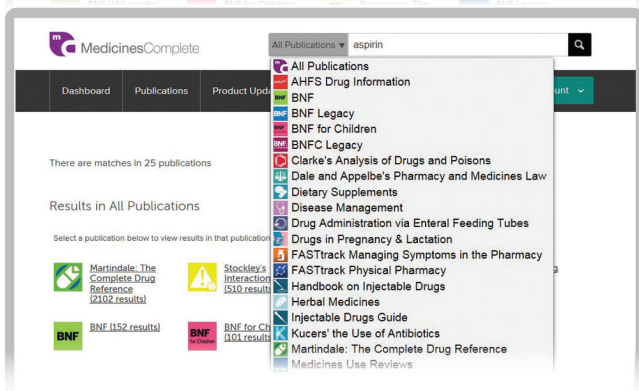 MedicinesComplete
All Publications ▾ aspirin
Dashboard Publications Product Upda
unt
All Publications
AHFS Drug Information
BNF
BNF Legacy
BNF for Children
BNFC Legacy
Clarke's Analysis of Drugs and Poisons
Dale and Appelbe's Pharmacy and Medicines Law
Dietary Supplements
Disease Management
Drug Administration via Enteral Feeding Tubes
Drugs in Pregnancy & Lactation
FASTtrack Managing Symptoms in the Pharmacy
FASTtrack Physical Pharmacy
Handbook on Injectable Drugs
Herbal Medicines
Injectable Drugs Guide
Kucers' the Use of Antibiotics
Martindale: The Complete Drug Reference
Medicines Use Reviews
There are matches in 25 publications
Results in All Publications
Select a publication below to view results in that publication
Martindale: The
Complete Drug
Reference
(2102 results)
Stockley's
Interaction
(510 results
BNF
BNF (152 results)
BNF
for Children
BNF for Ch
(101 results